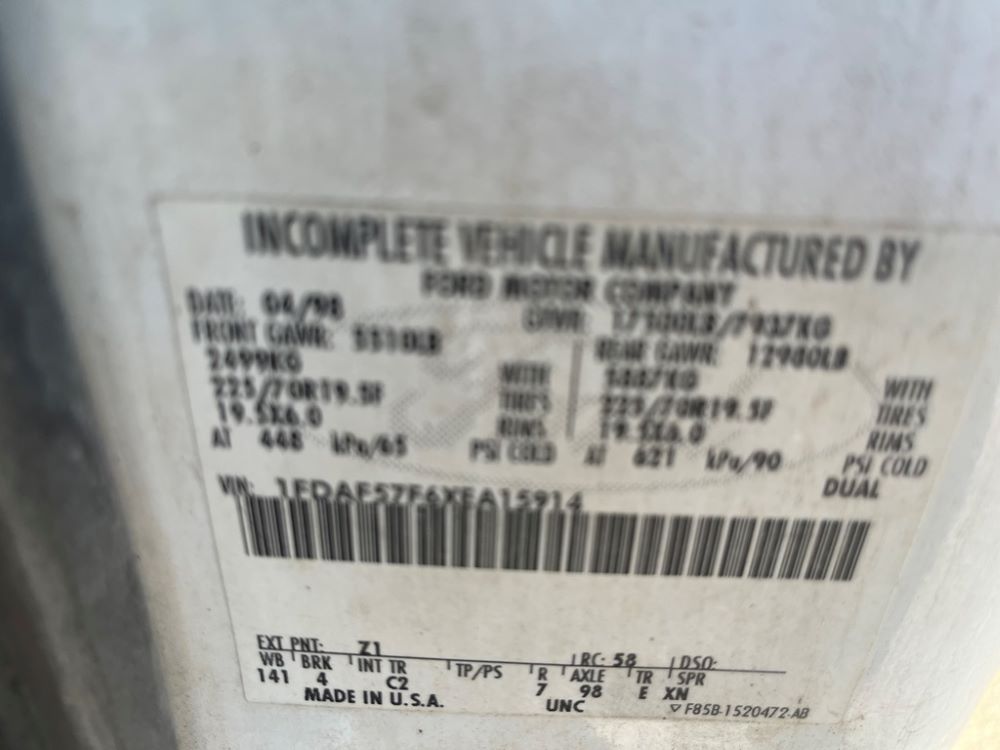 INCOMPLETE VEHICLE MANUFACTURED BY
FORD MOTOR COMPANY
DATE: 04/98
GVWR: 17500LB/7937KG
FRONT GAWR: 5510LB
REAR GAWR: 12980LB
2499KG WITH
5887KG WITH
225/70R19.5F TIRES
225/70R19.5F TIRES
19.5X6.0 RIMS
19.5X6.0 RIMS
AT 448 kPa/65 PSI COLD
AT 621 kPa/90 PSI COLD
DUAL
VIN: 1FDAF57F6XEA15914
EXT PNT: Z1 RC: 58 DSO:
WB BRK INT TR TP/PS R AXLE TR SPR
141 4 C2 7 98 E XN
MADE IN U.S.A. UNC
F85B-1520472-AB